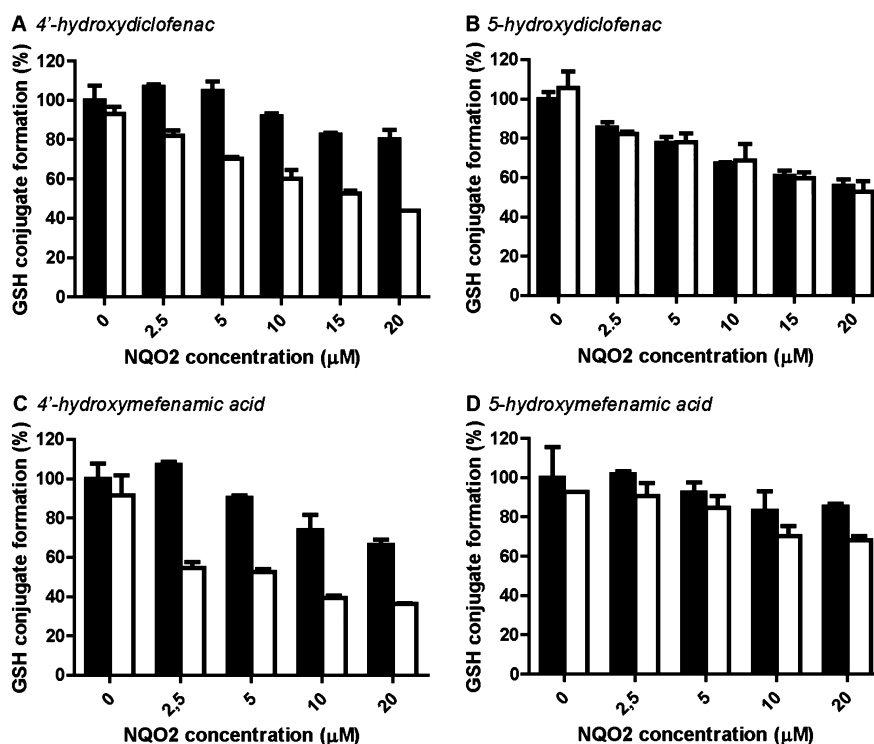 A 4'-hydroxydiclofenac
GSH conjugate formation (%)
120
100
80
60
40
20
0
0 2.5 5 10 15 20
NQO2 concentration (μM)
B 5-hydroxydiclofenac
GSH conjugate formation (%)
120
100
80
60
40
20
0
0 2.5 5 10 15 20
NQO2 concentration (μM)
C 4'-hydroxymefenamic acid
GSH conjugate formation (%)
120
100
80
60
40
20
0
0 2,5 5 10 20
NQO2 concentration (μM)
D 5-hydroxymefenamic acid
GSH conjugate formation (%)
120
100
80
60
40
20
0
0 2,5 5 10 20
NQO2 concentration (μM)